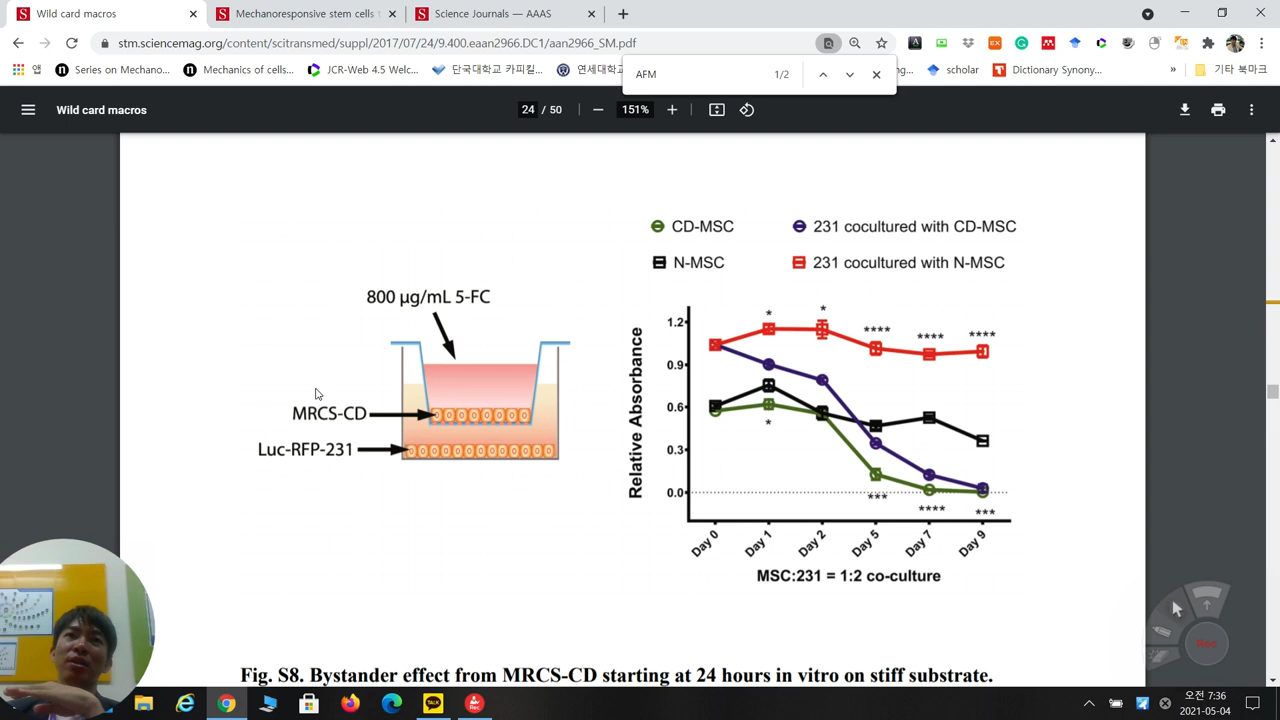 Wild card macros
Mechanoresponsive stem cells t
Science Journals — AAAS
stm.sciencemag.org/content/scitransmed/suppl/2017/07/24/9.400.eaan2966.DC1/aan2966_SM.pdf
앱
Series on Mechano...
Mechanics of cells...
JCR-Web 4.5 Welc...
단국대학교 카피킬...
연세대학교
scholar
Dictionary Synony...
»
기타 북마크
AFM
1/2
Wild card macros
24 / 50
151%
CD-MSC
231 cocultured with CD-MSC
N-MSC
231 cocultured with N-MSC
800 µg/mL 5-FC
MRCS-CD
Luc-RFP-231
Relative Absorbance
1.2
0.9
0.6
0.3
0.0
* * **** **** ****
*
*** **** ***
Day 0
Day 1
Day 2
Day 5
Day 7
Day 9
MSC:231 = 1:2 co-culture
Fig. S8. Bystander effect from MRCS-CD starting at 24 hours in vitro on stiff substrate.
Rec
TALK
Rec
오전 7:36
2021-05-04